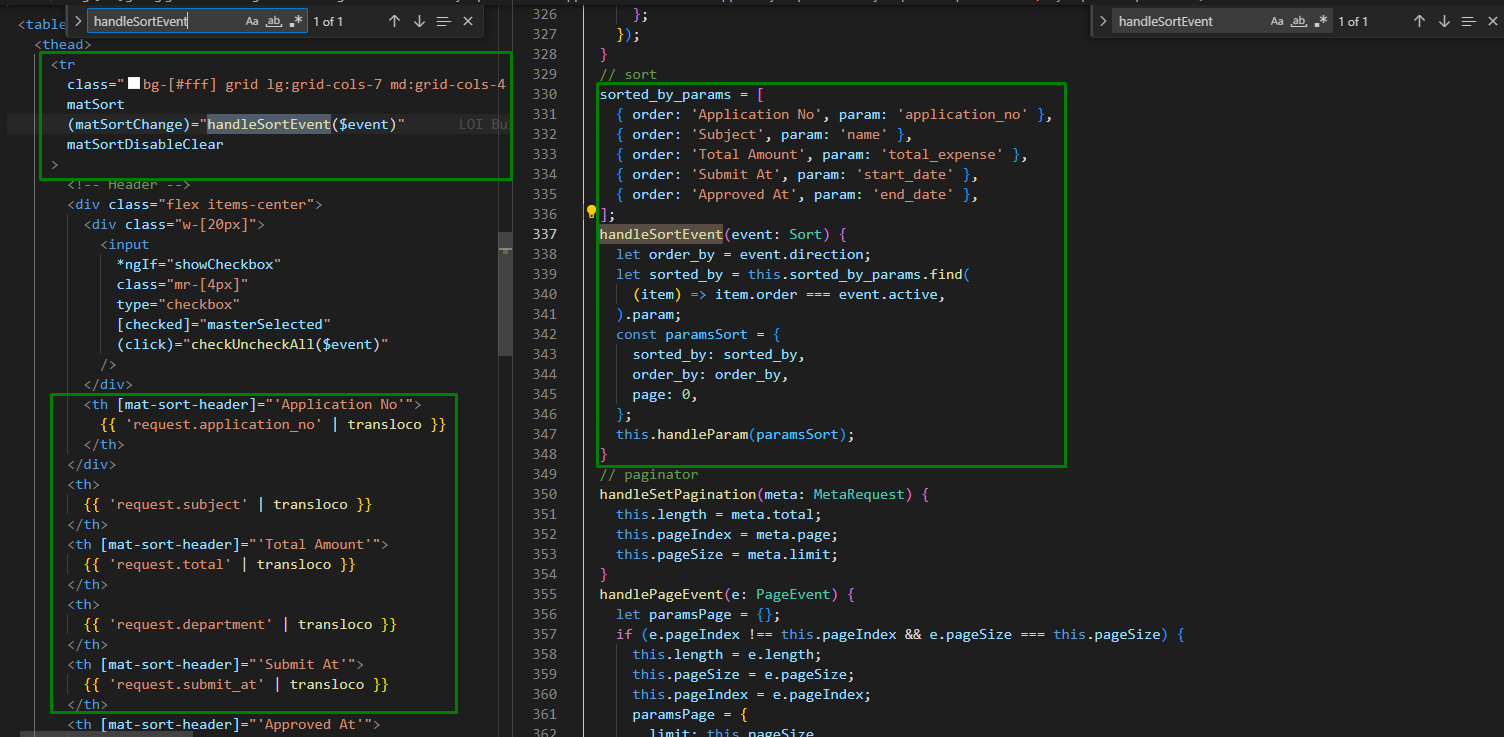 handleSortEvent
Aa ab .*
1 of 1
<table
<thead>
<tr
class="bg-[#fff] grid lg:grid-cols-7 md:grid-cols-4
matSort
(matSortChange)="handleSortEvent($event)" LOI Bu
matSortDisableClear
>
<!-- Header -->
<div class="flex items-center">
<div class="w-[20px]">
<input
*ngIf="showCheckbox"
class="mr-[4px]"
type="checkbox"
[checked]="masterSelected"
(click)="checkUncheckAll($event)"
/>
</div>
<th [mat-sort-header]="'Application No'">
{{ 'request.application_no' | transloco }}
</th>
</div>
<th>
{{ 'request.subject' | transloco }}
</th>
<th [mat-sort-header]="'Total Amount'">
{{ 'request.total' | transloco }}
</th>
<th>
{{ 'request.department' | transloco }}
</th>
<th [mat-sort-header]="'Submit At'">
{{ 'request.submit_at' | transloco }}
</th>
<th [mat-sort-header]="'Approved At'">
handleSortEvent
Aa ab .*
1 of 1
326 };
327 });
328 }
329 // sort
330 sorted_by_params = [
331 { order: 'Application No', param: 'application_no' },
332 { order: 'Subject', param: 'name' },
333 { order: 'Total Amount', param: 'total_expense' },
334 { order: 'Submit At', param: 'start_date' },
335 { order: 'Approved At', param: 'end_date' },
336 ];
337 handleSortEvent(event: Sort) {
338 let order_by = event.direction;
339 let sorted_by = this.sorted_by_params.find(
340 (item) => item.order === event.active,
341 ).param;
342 const paramsSort = {
343 sorted_by: sorted_by,
344 order_by: order_by,
345 page: 0,
346 };
347 this.handleParam(paramsSort);
348 }
349 // paginator
350 handleSetPagination(meta: MetaRequest) {
351 this.length = meta.total;
352 this.pageIndex = meta.page;
353 this.pageSize = meta.limit;
354 }
355 handlePageEvent(e: PageEvent) {
356 let paramsPage = {};
357 if (e.pageIndex !== this.pageIndex && e.pageSize === this.pageSize) {
358 this.length = e.length;
359 this.pageSize = e.pageSize;
360 this.pageIndex = e.pageIndex;
361 paramsPage = {
362 limit: this.pageSize